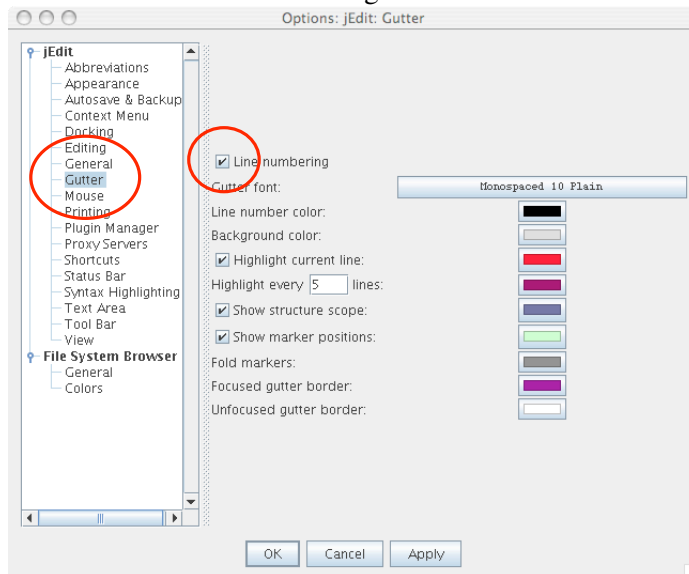 Options: jEdit: Gutter
jEdit
Abbreviations
Appearance
Autosave & Backup
Context Menu
Docking
Editing
General
Gutter
Mouse
Printing
Plugin Manager
Proxy Servers
Shortcuts
Status Bar
Syntax Highlighting
Text Area
Tool Bar
View
File System Browser
General
Colors
Line numbering
Gutter font: Monospaced 10 Plain
Line number color:
Background color:
Highlight current line:
Highlight every 5 lines:
Show structure scope:
Show marker positions:
Fold markers:
Focused gutter border:
Unfocused gutter border:
OK Cancel Apply